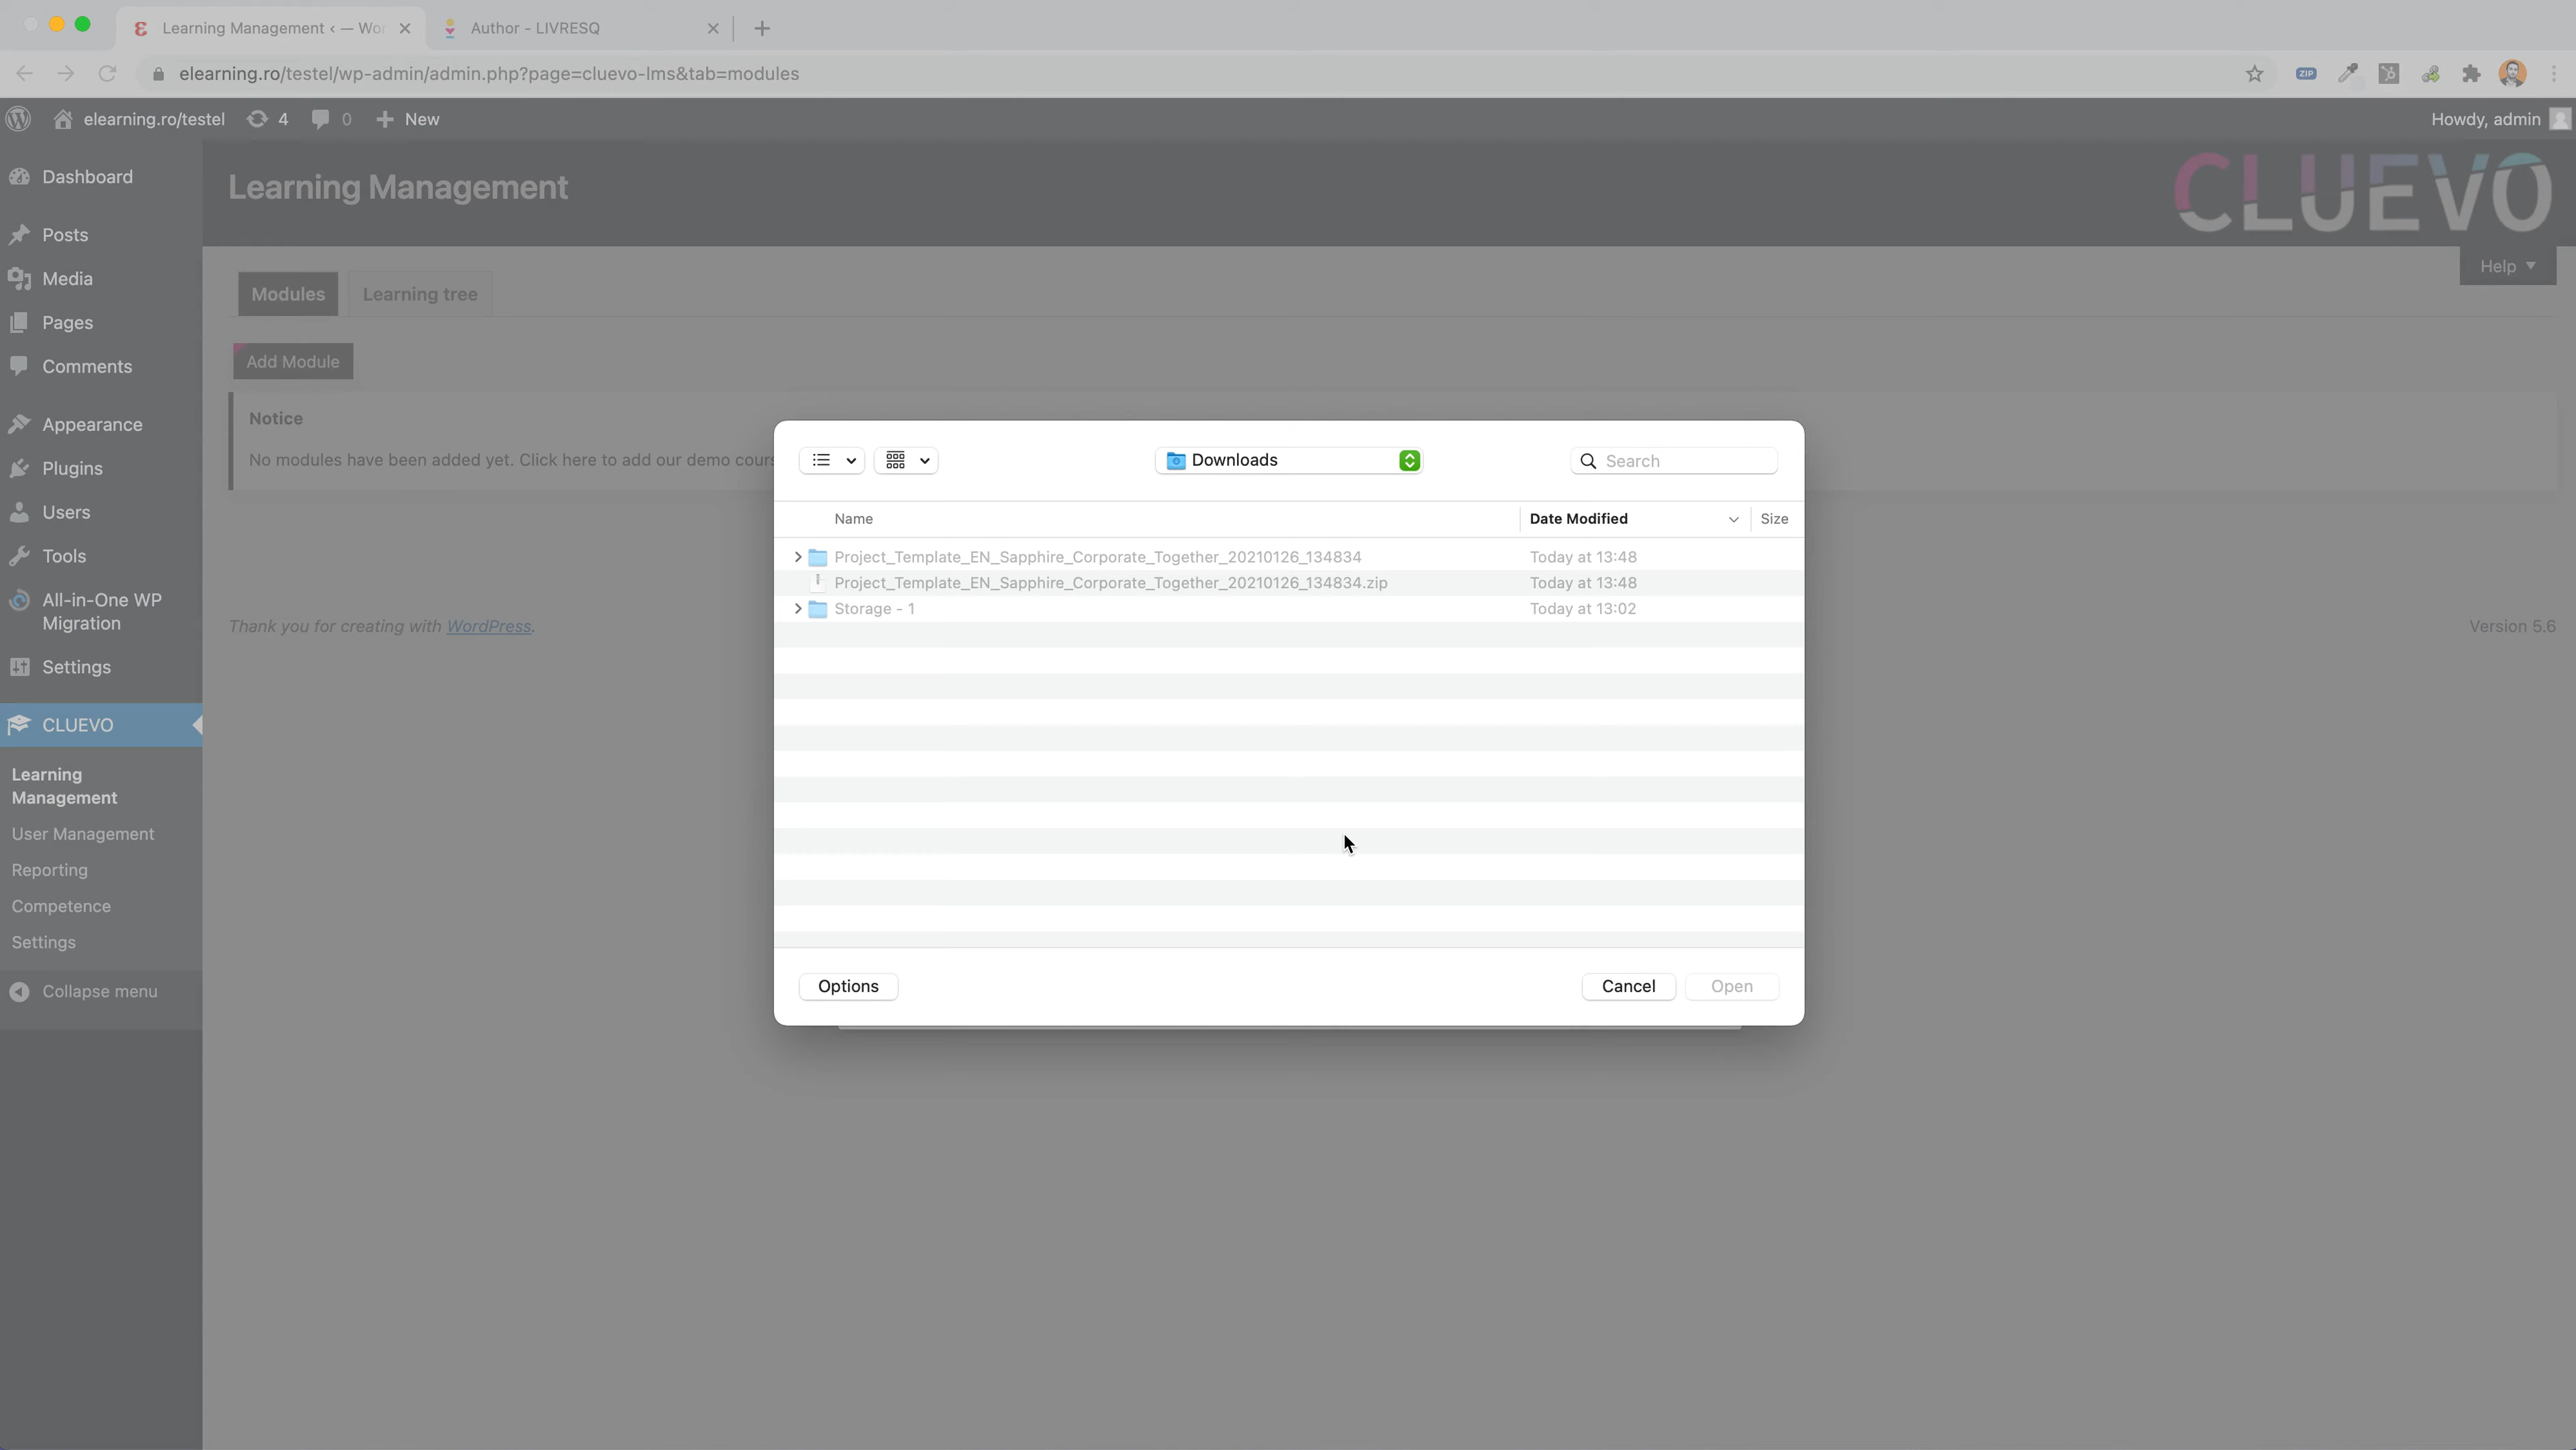 Learning Management ‹ — Wor
Author - LIVRESQ
elearning.ro/testel/wp-admin/admin.php?page=cluevo-lms&tab=modules
ZIP
elearning.ro/testel
4
0
New
Howdy, admin
Dashboard
Posts
Media
Pages
Comments
Appearance
Plugins
Users
Tools
All-in-One WP
Migration
Settings
CLUEVO
Learning
Management
User Management
Reporting
Competence
Settings
Collapse menu
Learning Management
CLUEVO
Help
Modules
Learning tree
Add Module
Notice
No modules have been added yet. Click here to add our demo cours
Thank you for creating with WordPress.
Version 5.6
Downloads
Search
Name
Date Modified
Size
Project_Template_EN_Sapphire_Corporate_Together_20210126_134834
Today at 13:48
Project_Template_EN_Sapphire_Corporate_Together_20210126_134834.zip
Today at 13:48
Storage - 1
Today at 13:02
Options
Cancel
Open